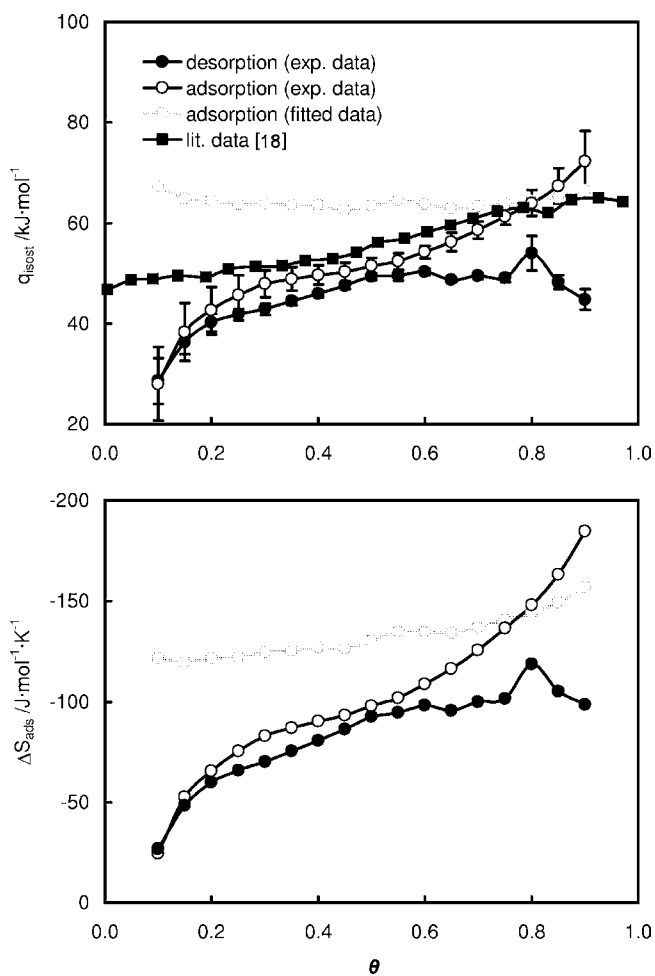 100
80
60
40
20
q_isost /kJ·mol⁻¹
desorption (exp. data)
adsorption (exp. data)
adsorption (fitted data)
lit. data [18]
0.0 0.2 0.4 0.6 0.8 1.0
-200
-150
-100
-50
0
ΔS_ads /J·mol⁻¹·K⁻¹
0.0 0.2 0.4 0.6 0.8 1.0
θ